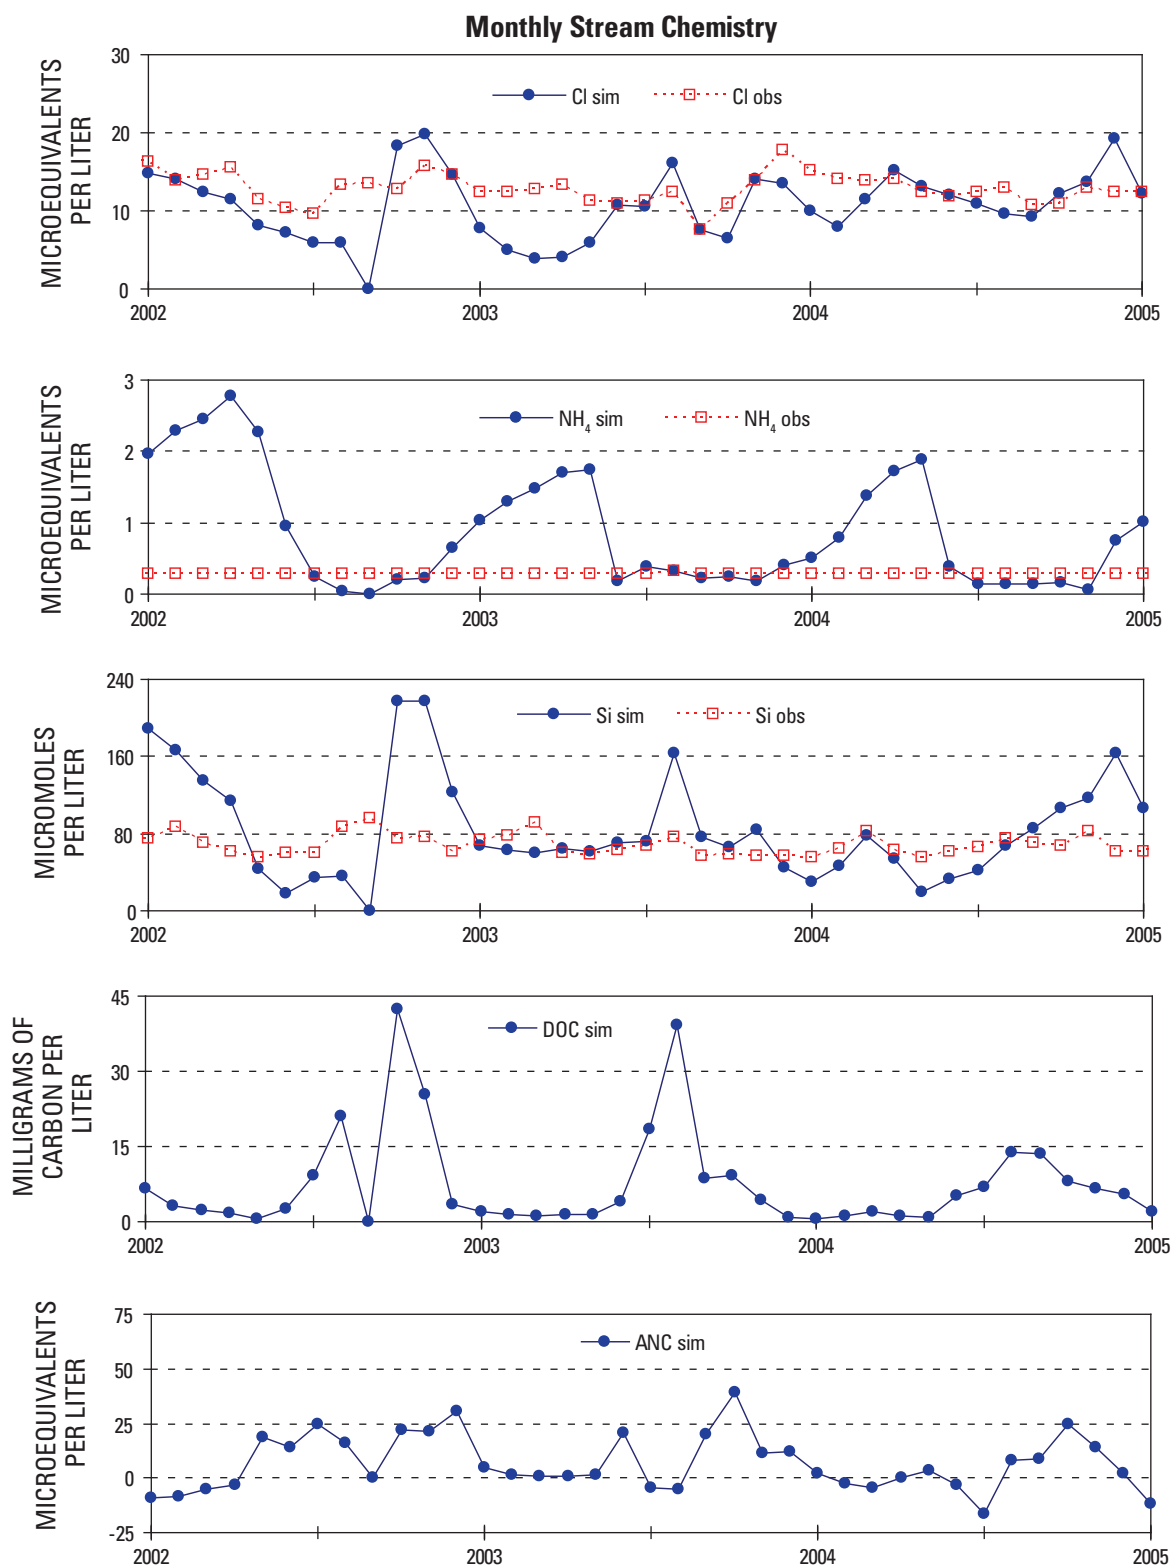 Monthly Stream Chemistry
MICROEQUIVALENTS
PER LITER
30
20
10
0
Cl sim
Cl obs
2002
2003
2004
2005
MICROEQUIVALENTS
PER LITER
3
2
1
0
NH4 sim
NH4 obs
2002
2003
2004
2005
MICROMOLES
PER LITER
240
160
80
0
Si sim
Si obs
2002
2003
2004
2005
MILLIGRAMS OF
CARBON PER
LITER
45
30
15
0
DOC sim
2002
2003
2004
2005
MICROEQUIVALENTS
PER LITER
75
50
25
0
-25
ANC sim
2002
2003
2004
2005